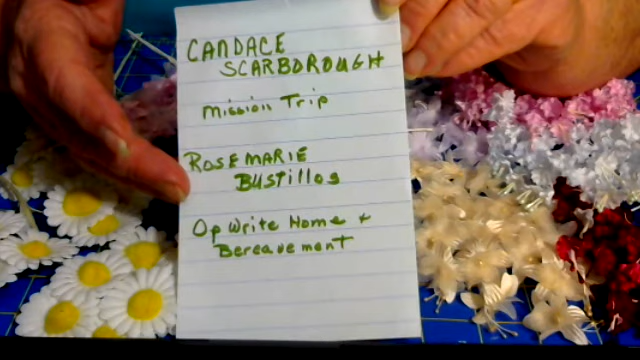 CANDACE
SCARBOROUGH
Mission Trip
ROSEMARIE
BUSTILLOS
Op Write Home +
Bereavement